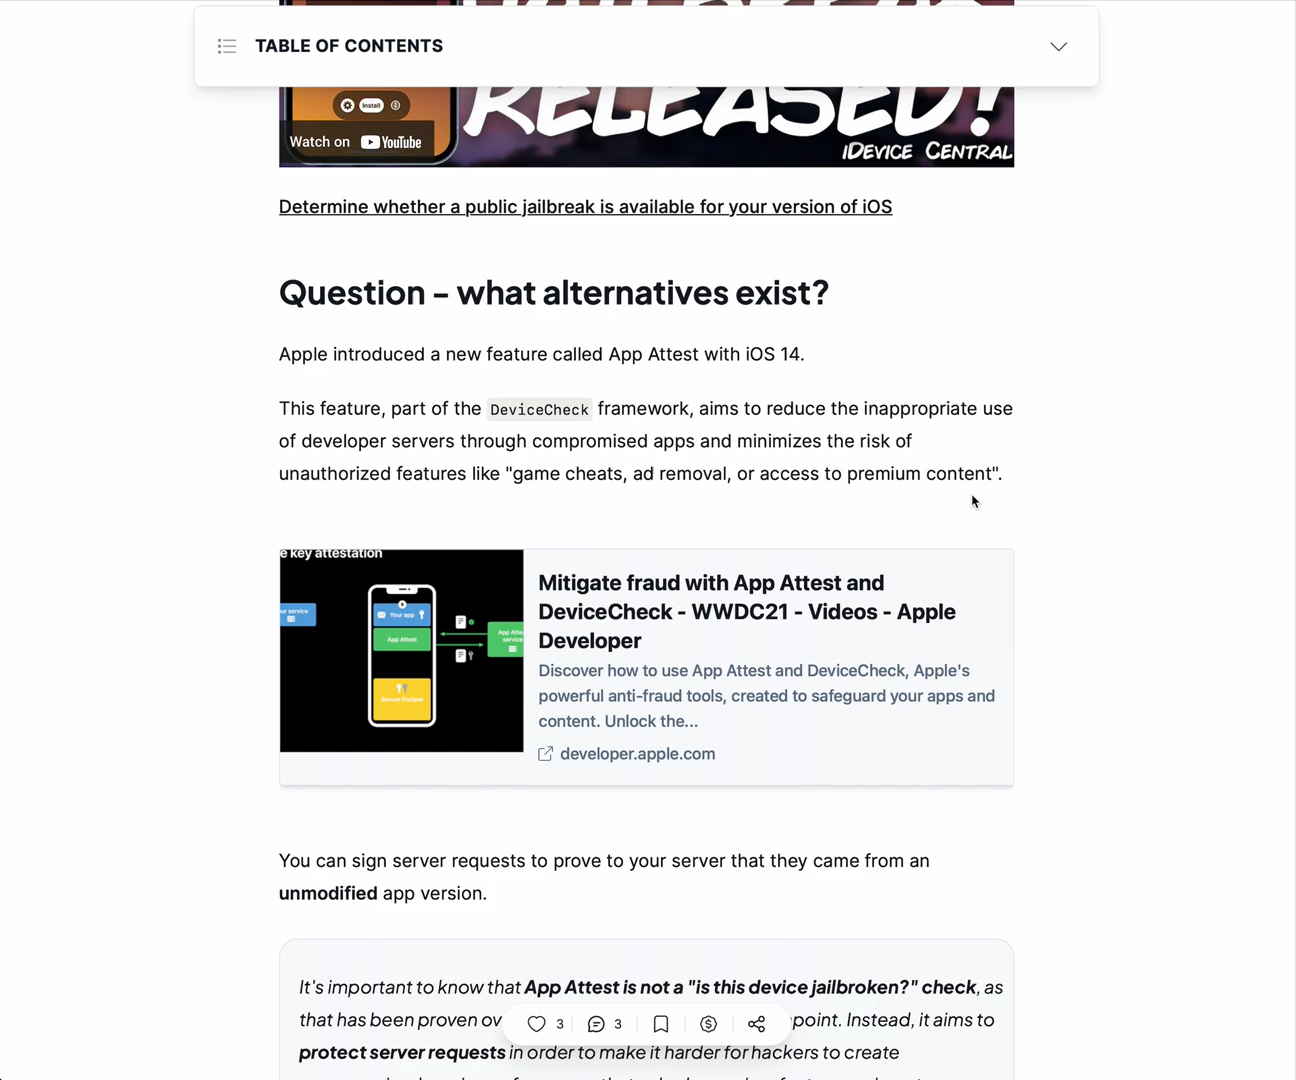 TABLE OF CONTENTS
Install
RELEASED!
Watch on YouTube
iDEVICE CENTRAL
Determine whether a public jailbreak is available for your version of iOS
Question – what alternatives exist?
Apple introduced a new feature called App Attest with iOS 14.
This feature, part of the DeviceCheck framework, aims to reduce the inappropriate use
of developer servers through compromised apps and minimizes the risk of
unauthorized features like "game cheats, ad removal, or access to premium content".
e key attestation
ur service
Your app
App Attest
App Attes
service
Secure Enclave
Mitigate fraud with App Attest and
DeviceCheck - WWDC21 - Videos - Apple
Developer
Discover how to use App Attest and DeviceCheck, Apple's
powerful anti-fraud tools, created to safeguard your apps and
content. Unlock the...
developer.apple.com
You can sign server requests to prove to your server that they came from an
unmodified app version.
It's important to know that App Attest is not a "is this device jailbroken?" check, as
that has been proven ov
point. Instead, it aims to
3
3
protect server requests in order to make it harder for hackers to create